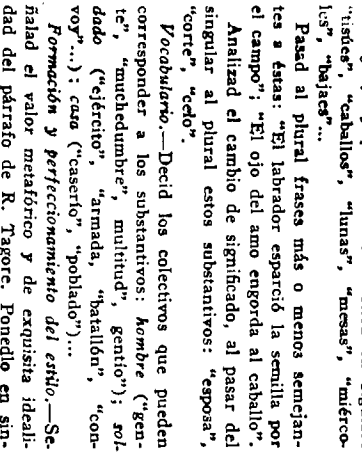 "tisúes", "caballos", "lunas", "mesas", "miérco-
les", "bajaes"...
Pasad al plural frases más o menos semejan-
tes a éstas: "El labrador esparció la semilla por
el campo"; "El ojo del amo engorda al caballo".
Analizad el cambio de significado, al pasar del
singular al plural estos substantivos: "esposa",
"corte", "celo".
Vocabulario.—Decid los colectivos que pueden
corresponder a los substantivos: hombre ("gen-
te", "muchedumbre", multitud", gentío"); sol-
dado ("ejército", "armada, "batallón", "con-
voy"...); casa ("caserío", "poblado")...
Formación y perfeccionamiento del estilo.—Se-
ñalad el valor metafórico y de exquisita ideali-
dad del párrafo de R. Tagore. Ponedlo en sin-